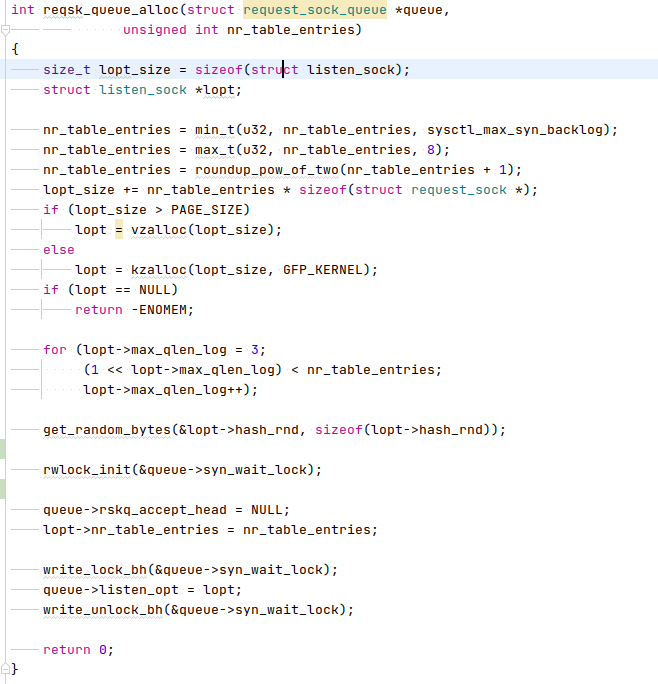 int reqsk_queue_alloc(struct request_sock_queue *queue,
unsigned int nr_table_entries)
{
size_t lopt_size = sizeof(struct listen_sock);
struct listen_sock *lopt;
nr_table_entries = min_t(u32, nr_table_entries, sysctl_max_syn_backlog);
nr_table_entries = max_t(u32, nr_table_entries, 8);
nr_table_entries = roundup_pow_of_two(nr_table_entries + 1);
lopt_size += nr_table_entries * sizeof(struct request_sock *);
if (lopt_size > PAGE_SIZE)
lopt = vzalloc(lopt_size);
else
lopt = kzalloc(lopt_size, GFP_KERNEL);
if (lopt == NULL)
return -ENOMEM;
for (lopt->max_qlen_log = 3;
(1 << lopt->max_qlen_log) < nr_table_entries;
lopt->max_qlen_log++);
get_random_bytes(&lopt->hash_rnd, sizeof(lopt->hash_rnd));
rwlock_init(&queue->syn_wait_lock);
queue->rskq_accept_head = NULL;
lopt->nr_table_entries = nr_table_entries;
write_lock_bh(&queue->syn_wait_lock);
queue->listen_opt = lopt;
write_unlock_bh(&queue->syn_wait_lock);
return 0;
}